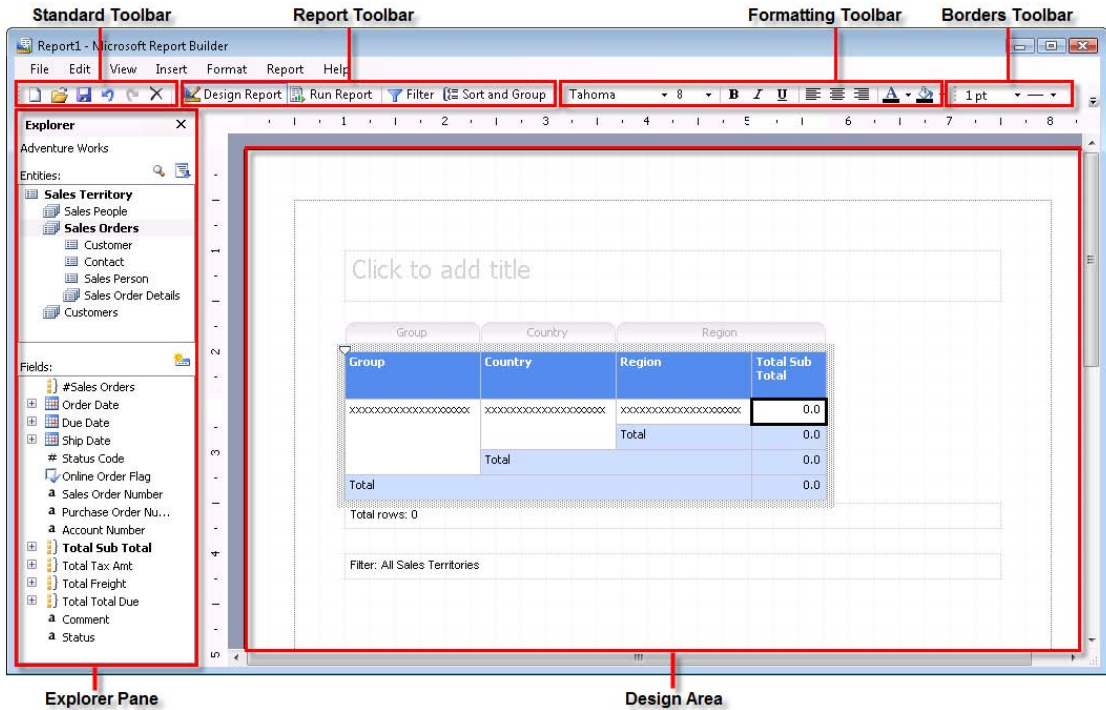 Standard Toolbar Report Toolbar Formatting Toolbar Borders Toolbar
Report1 - Microsoft Report Builder
File Edit View Insert Format Report Help
Design Report Run Report Filter Sort and Group Tahoma 8 B I U A 1 pt
Explorer
1 2 3 4 5 6 7 8
Adventure Works
Entities:
Sales Territory
Sales People
Sales Orders
Customer
Contact
Sales Person
Sales Order Details
Customers
Fields:
#Sales Orders
Order Date
Due Date
Ship Date
# Status Code
Online Order Flag
a Sales Order Number
a Purchase Order Nu...
a Account Number
Total Sub Total
Total Tax Amt
Total Freight
Total Total Due
a Comment
a Status
1
2
3
4
5
Click to add title
Group Country Region
Group Country Region Total Sub
Total
xxxxxxxxxxxxxxxxxxxx xxxxxxxxxxxxxxxxxxxx xxxxxxxxxxxxxxxxxxxx 0.0
Total 0.0
Total 0.0
Total 0.0
Total rows: 0
Filter: All Sales Territories
Explorer Pane Design Area